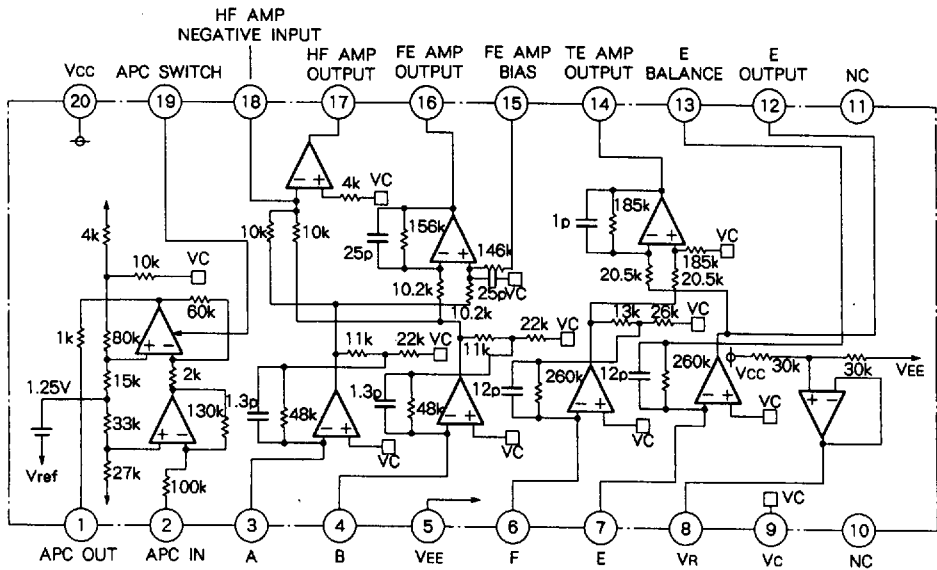 HF AMP
NEGATIVE INPUT
HF AMP
OUTPUT
FE AMP
OUTPUT
FE AMP
BIAS
TE AMP
OUTPUT
E
BALANCE
E
OUTPUT
NC
VCC
APC SWITCH
20
19
18
17
16
15
14
13
12
11
4k
VC
10k
10k
156k
25p
146k
25p
VC
10.2k
10.2k
1p
185k
VC
185k
20.5k
20.5k
4k
10k
VC
60k
1k
80k
15k
2k
1.25V
33k
130k
27k
100k
Vref
11k
22k
VC
1.3p
48k
VC
11k
22k
VC
1.3p
48k
VC
13k
26k
VC
12p
260k
VC
12p
260k
VC
VCC
30k
30k
VEE
VC
1
2
3
4
5
6
7
8
9
10
APC OUT
APC IN
A
B
VEE
F
E
VR
VC
NC